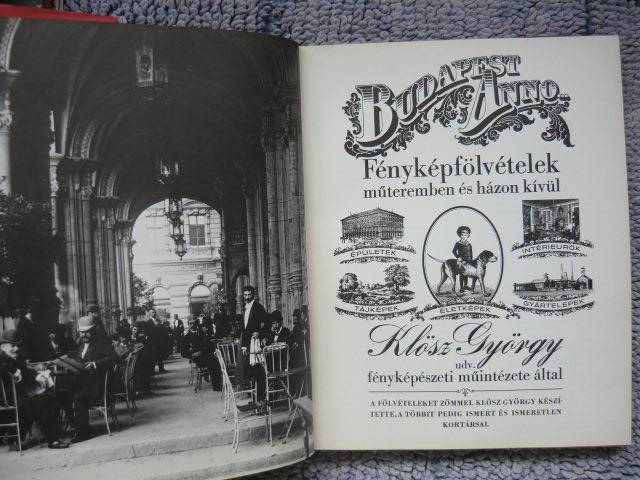 BUDAPEST
ANNO...
Fényképfölvételek
műteremben és házon kívül
ÉPÜLETEK
INTÉRIEURÖK
TÁJKÉPEK
ÉLETKÉPEK
GYÁRTELEPEK
Klösz György
udv.
fényképészeti műintézete által
A FÖLVÉTELEKET ZÖMMEL KLÖSZ GYÖRGY KÉSZÍ-
TETTE, A TÖBBIT PEDIG ISMERT ÉS ISMERETLEN
KORTÁRSAI.